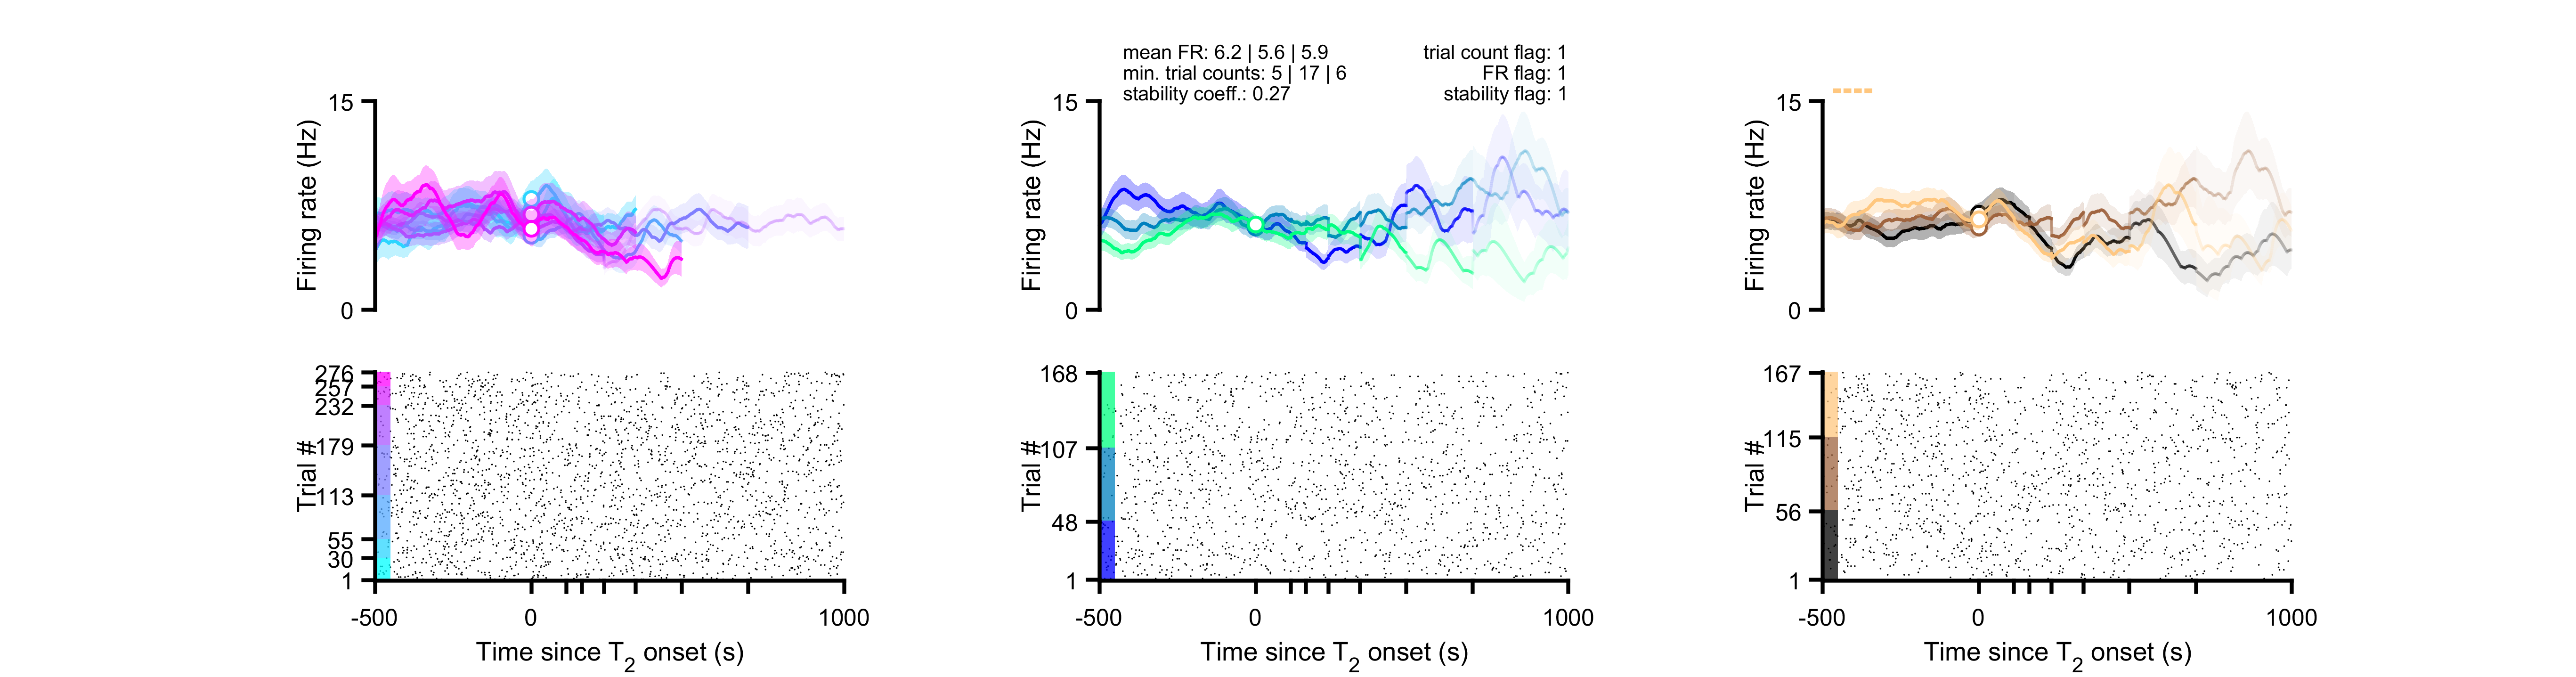 mean FR: 6.2 | 5.6 | 5.9
min. trial counts: 5 | 17 | 6
stability coeff.: 0.27
trial count flag: 1
FR flag: 1
stability flag: 1
15
Firing rate (Hz)
0
15
Firing rate (Hz)
0
15
Firing rate (Hz)
0
276
257
232
179
113
55
30
1
Trial #
-500
0
1000
Time since T2 onset (s)
168
107
48
1
Trial #
-500
0
1000
Time since T2 onset (s)
167
115
56
1
Trial #
-500
0
1000
Time since T2 onset (s)